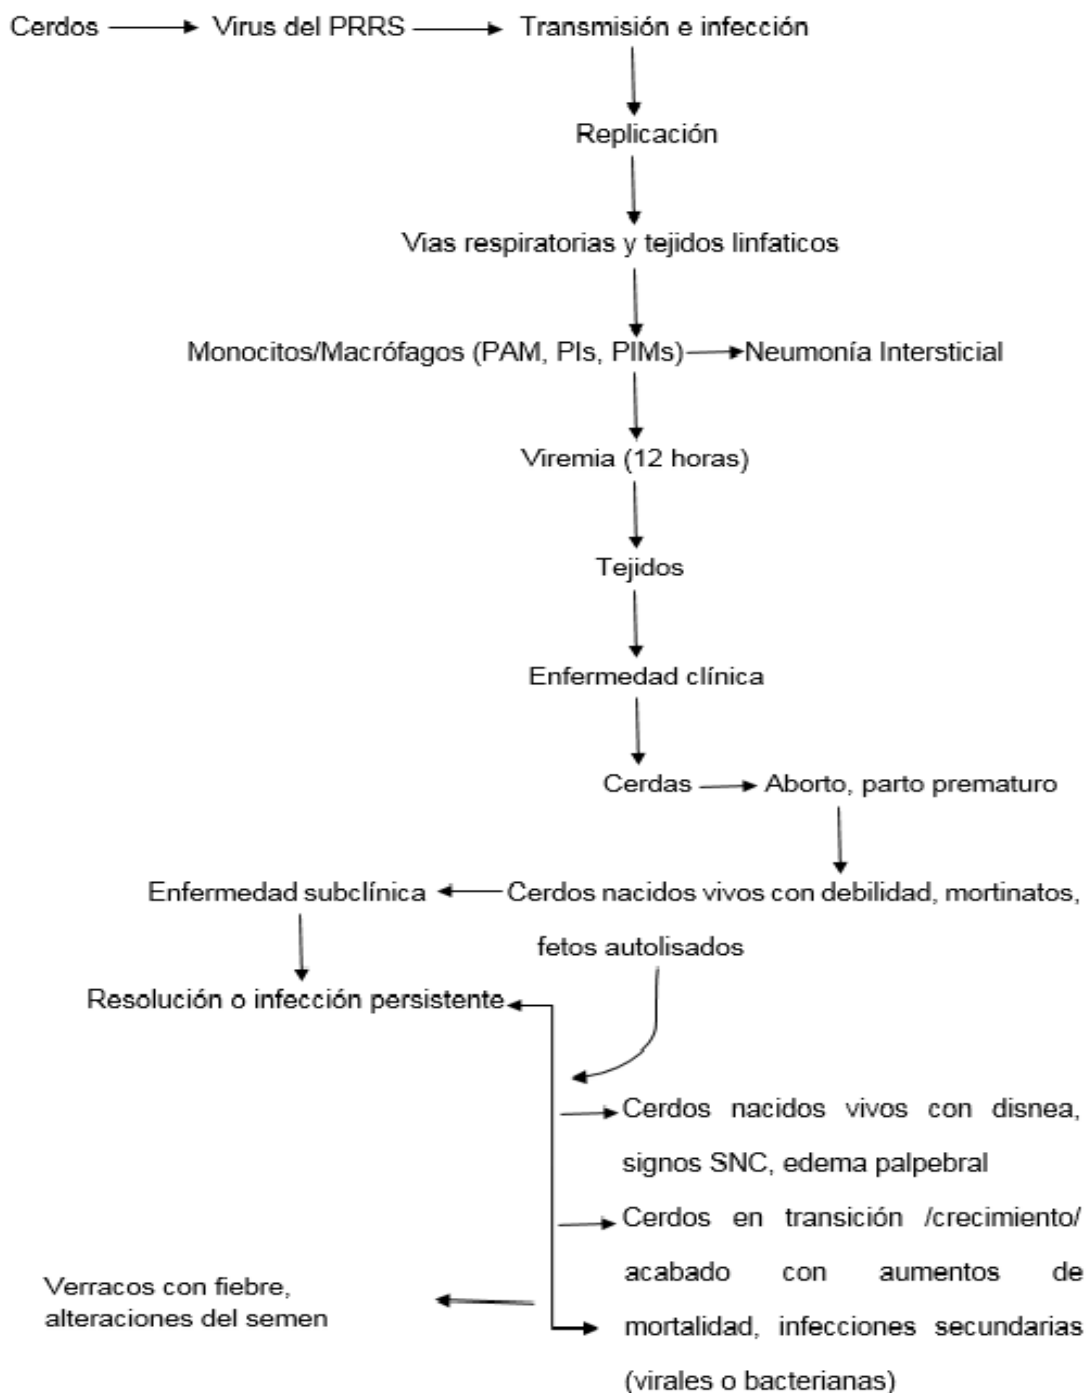 Cerdos Virus del PRRS Transmisión e infección
Replicación
Vias respiratorias y tejidos linfaticos
Monocitos/Macrófagos (PAM, PIs, PIMs) Neumonía Intersticial
Viremia (12 horas)
Tejidos
Enfermedad clínica
Cerdas Aborto, parto prematuro
Enfermedad subclínica Cerdos nacidos vivos con debilidad, mortinatos,
fetos autolisados
Resolución o infección persistente
Cerdos nacidos vivos con disnea,
signos SNC, edema palpebral
Cerdos en transición /crecimiento/
acabado con aumentos de
mortalidad, infecciones secundarias
(virales o bacterianas)
Verracos con fiebre,
alteraciones del semen